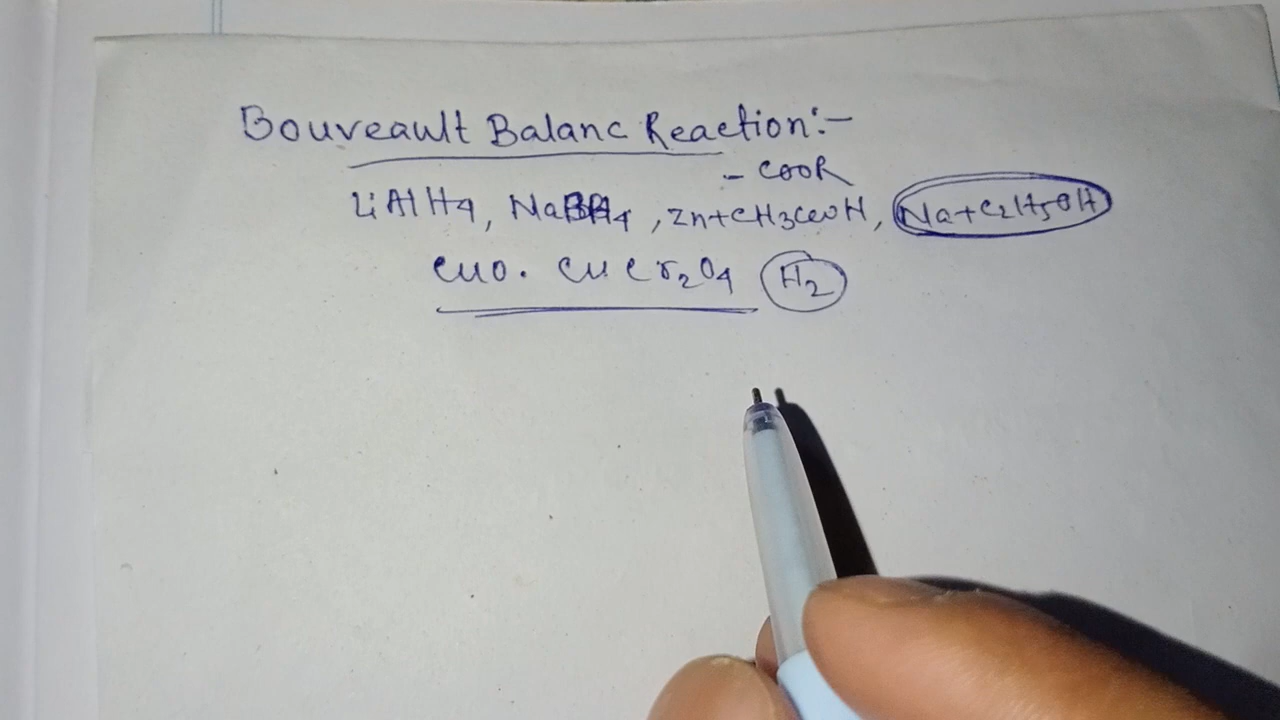 Bouveault Balanc Reaction:-
- COOR
LiAlH4, NaBH4, Zn+CH3COOH, Na+C2H5OH
CuO. CuCr2O4 H2